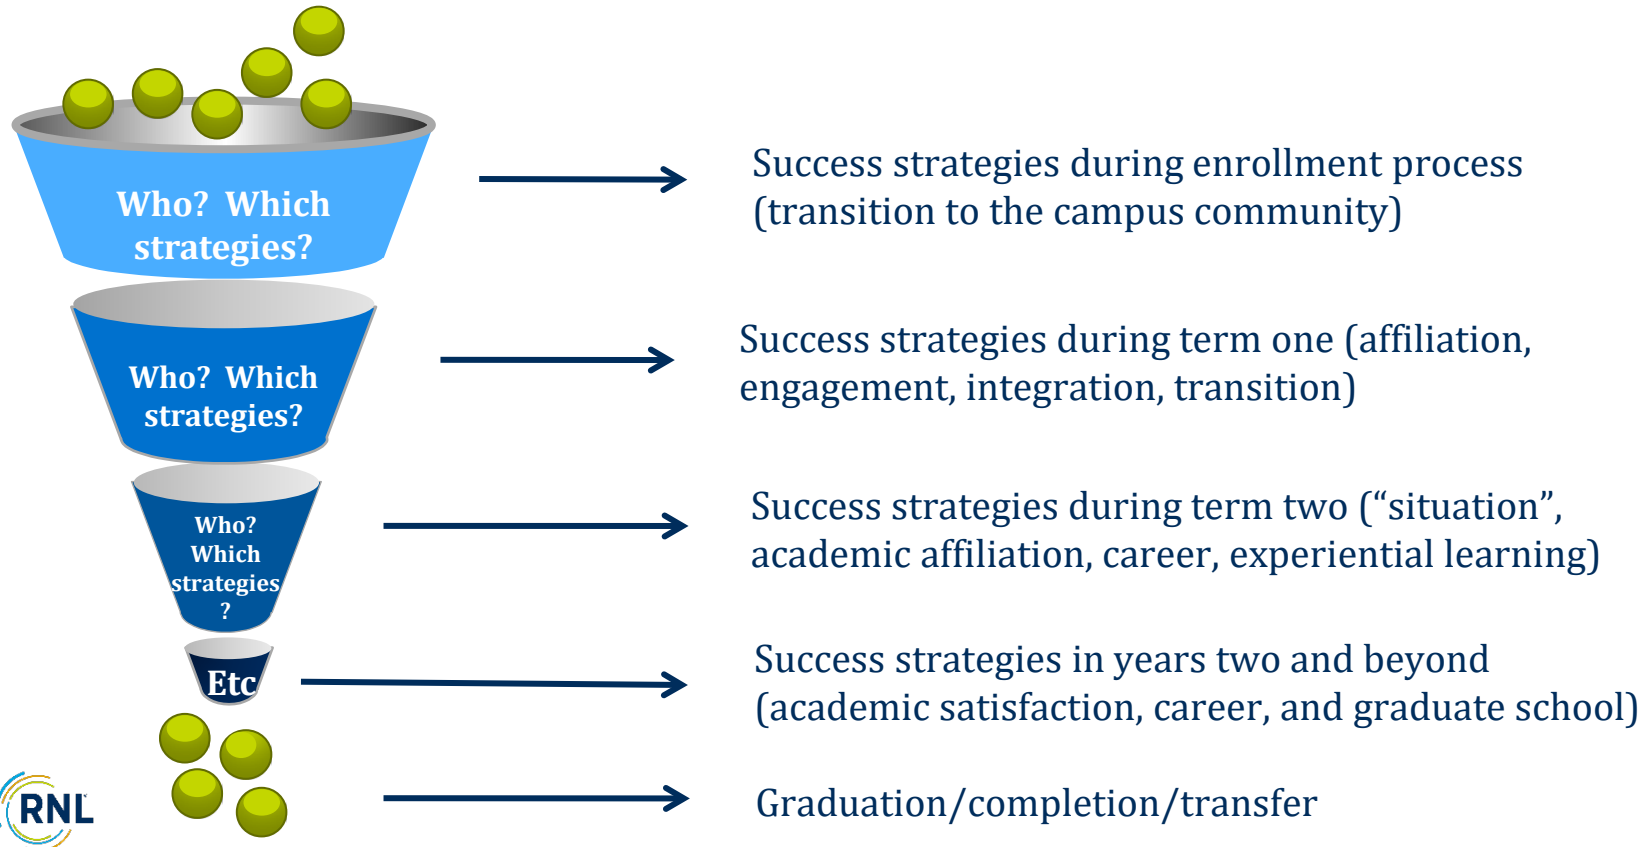 Who? Which
strategies?
Success strategies during enrollment process
(transition to the campus community)
Who? Which
strategies?
Success strategies during term one (affiliation,
engagement, integration, transition)
Who?
Which
strategies
?
Success strategies during term two (“situation”,
academic affiliation, career, experiential learning)
Etc
Success strategies in years two and beyond
(academic satisfaction, career, and graduate school)
Graduation/completion/transfer
RNL